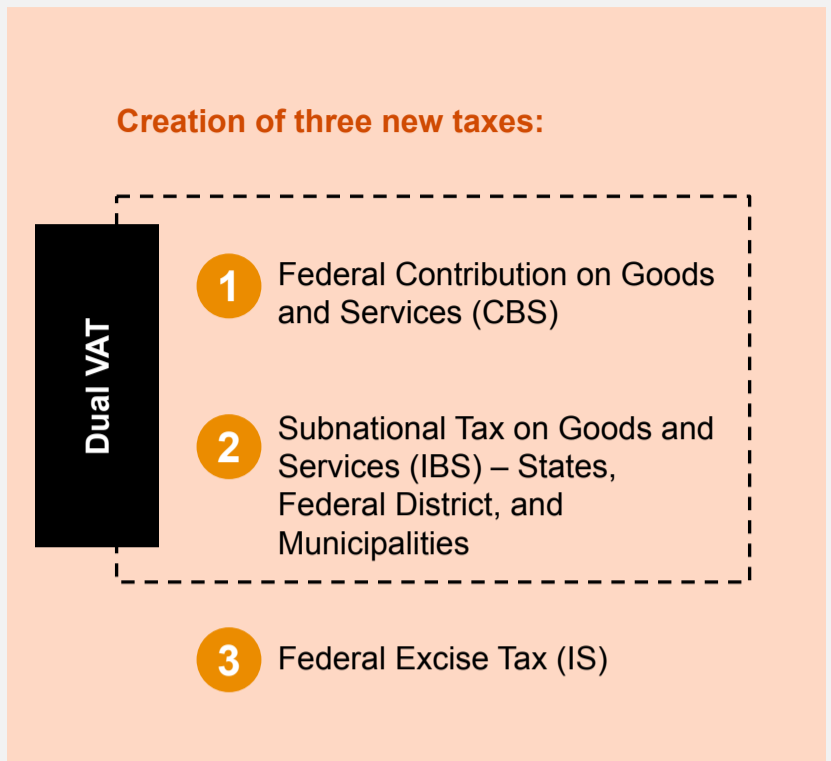 Creation of three new taxes:
Dual VAT
1
Federal Contribution on Goods
and Services (CBS)
2
Subnational Tax on Goods and
Services (IBS) – States,
Federal District, and
Municipalities
3
Federal Excise Tax (IS)